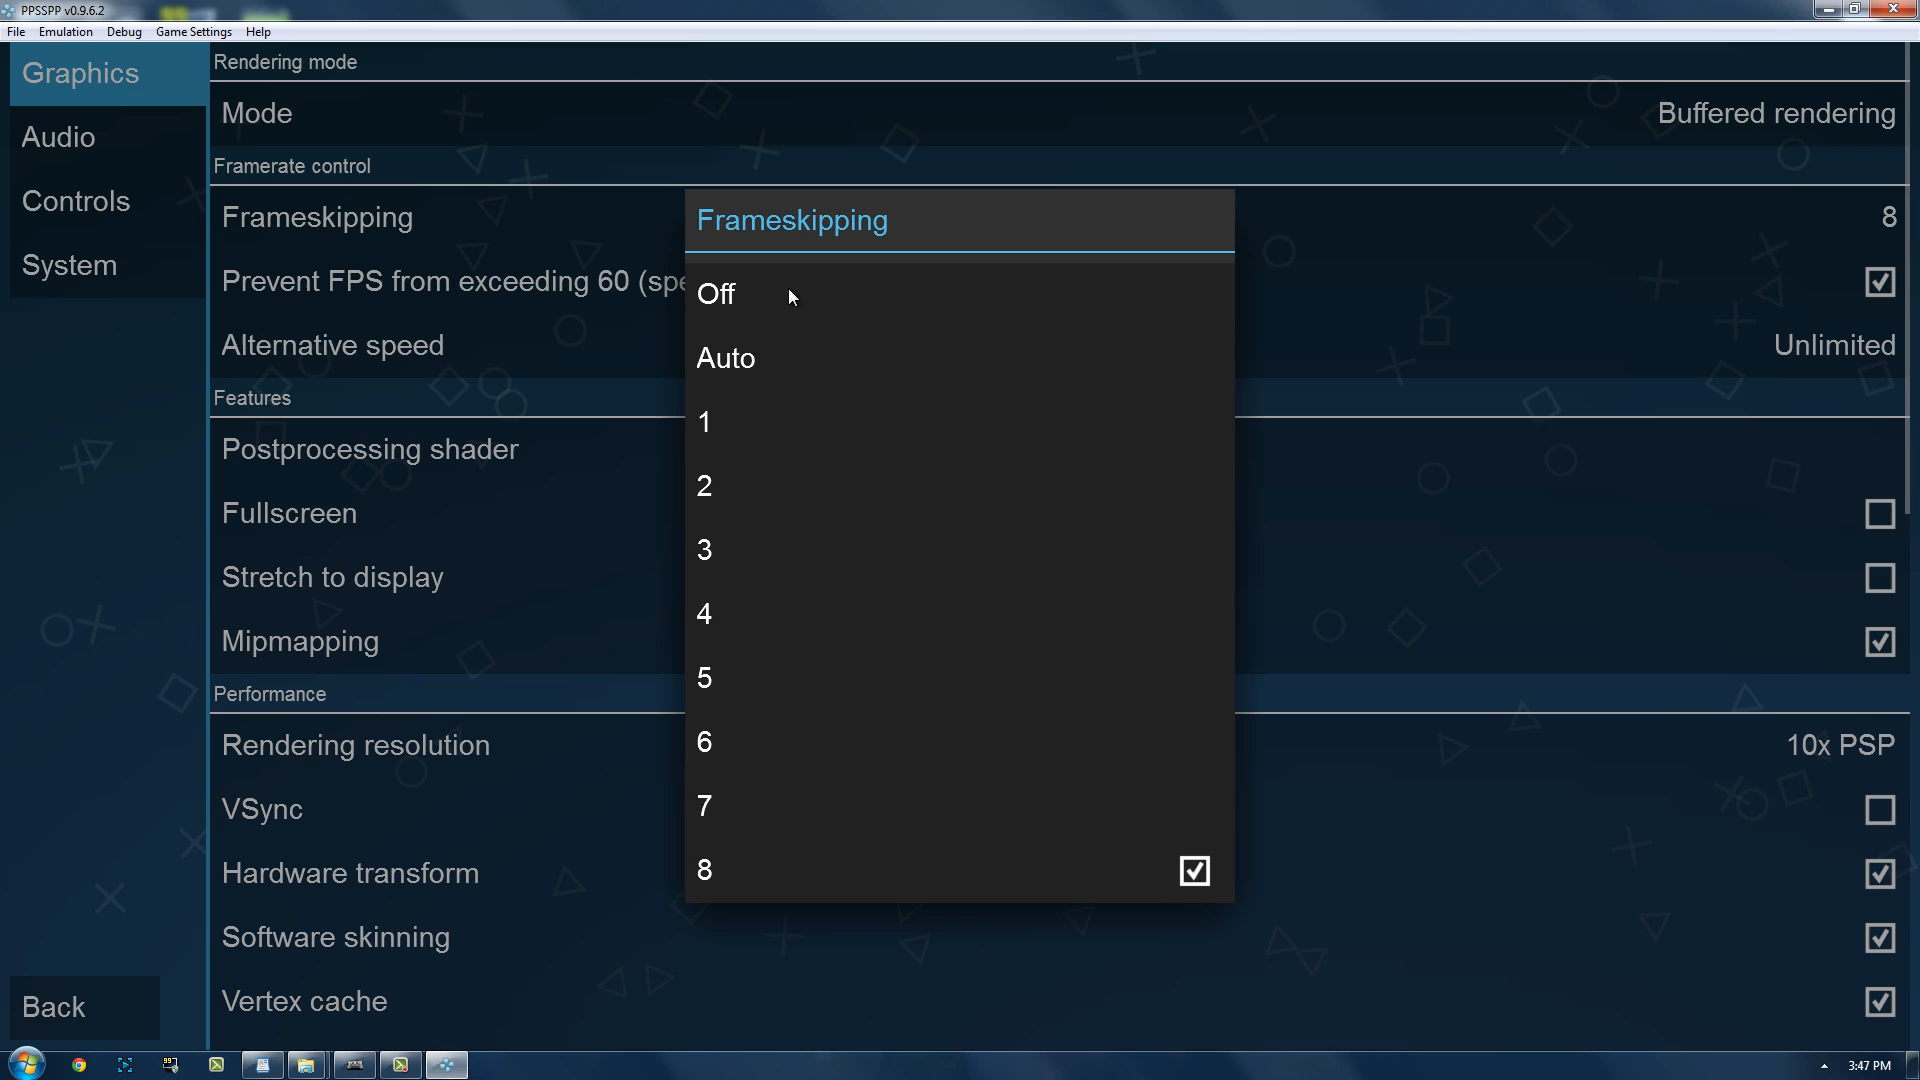 PPSSPP v0.9.6.2
File Emulation Debug Game Settings Help
Graphics
Audio
Controls
System
Back
Rendering mode
Mode Buffered rendering
Framerate control
Frameskipping 8
Prevent FPS from exceeding 60 (spe
Alternative speed Unlimited
Features
Postprocessing shader
Fullscreen
Stretch to display
Mipmapping
Performance
Rendering resolution 10x PSP
VSync
Hardware transform
Software skinning
Vertex cache
Frameskipping
Off
Auto
1
2
3
4
5
6
7
8
99
3:47 PM